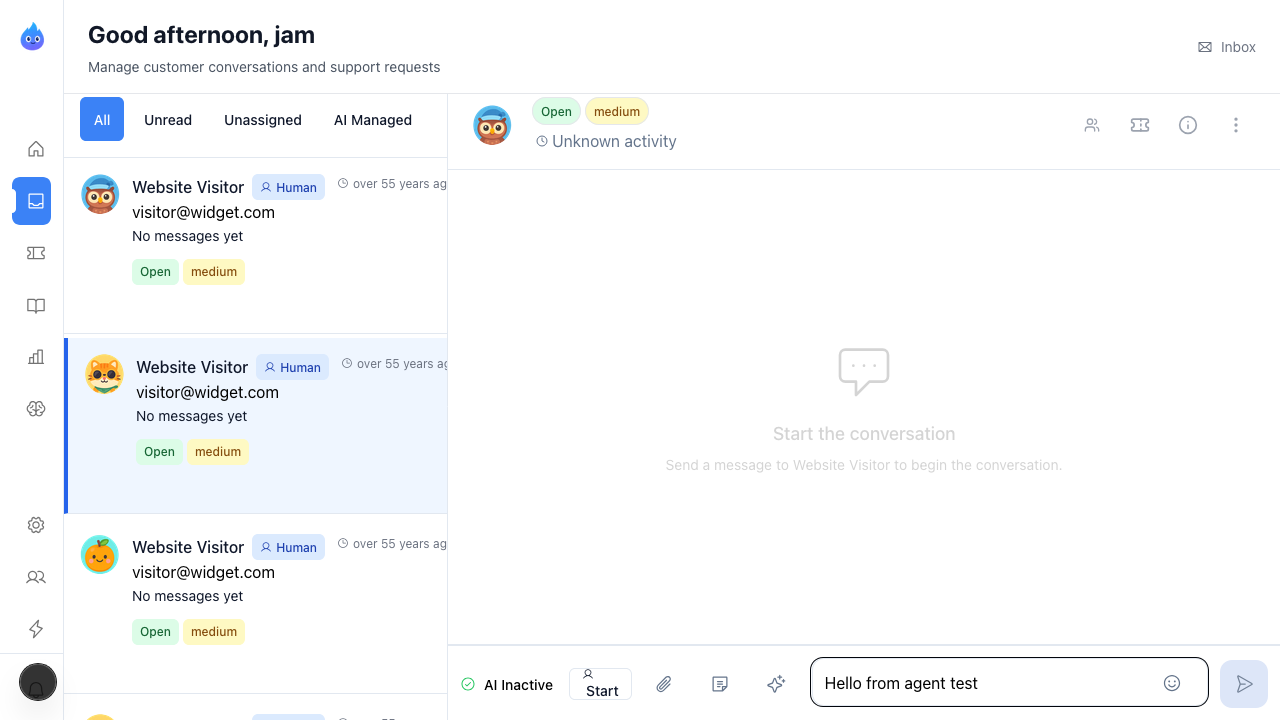 Good afternoon, jam
Manage customer conversations and support requests
Inbox
All
Unread
Unassigned
AI Managed
Website Visitor
Human
over 55 years ag
visitor@widget.com
No messages yet
Open
medium
Website Visitor
Human
over 55 years ag
visitor@widget.com
No messages yet
Open
medium
Website Visitor
Human
over 55 years ag
visitor@widget.com
No messages yet
Open
medium
Open
medium
Unknown activity
Start the conversation
Send a message to Website Visitor to begin the conversation.
AI Inactive
Start
Hello from agent test